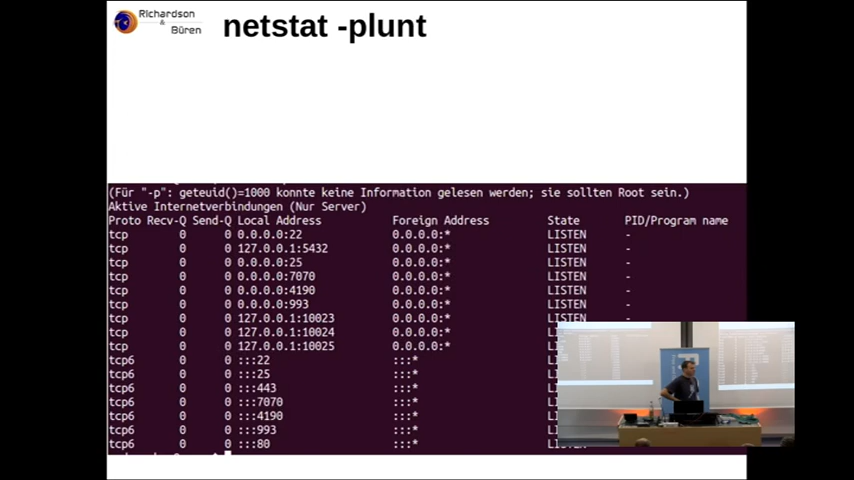 Richardson
&
Büren
netstat -plunt
(Für "-p": geteuid()=1000 konnte keine Information gelesen werden; sie sollten Root sein.)
Aktive Internetverbindungen (Nur Server)
Proto Recv-Q Send-Q Local Address Foreign Address State PID/Program name
tcp 0 0 0.0.0.0:22 0.0.0.0:* LISTEN -
tcp 0 0 127.0.0.1:5432 0.0.0.0:* LISTEN -
tcp 0 0 0.0.0.0:25 0.0.0.0:* LISTEN -
tcp 0 0 0.0.0.0:7070 0.0.0.0:* LISTEN -
tcp 0 0 0.0.0.0:4190 0.0.0.0:* LISTEN -
tcp 0 0 0.0.0.0:993 0.0.0.0:* LISTEN -
tcp 0 0 127.0.0.1:10023 0.0.0.0:* LISTEN -
tcp 0 0 127.0.0.1:10024 0.0.0.0:* LI
tcp 0 0 127.0.0.1:10025 0.0.0.0:* LI
tcp6 0 0 :::22 :::* LI
tcp6 0 0 :::25 :::* LI
tcp6 0 0 :::443 :::* LI
tcp6 0 0 :::7070 :::* LI
tcp6 0 0 :::4190 :::* LI
tcp6 0 0 :::993 :::* LI
tcp6 0 0 :::80 :::* LI